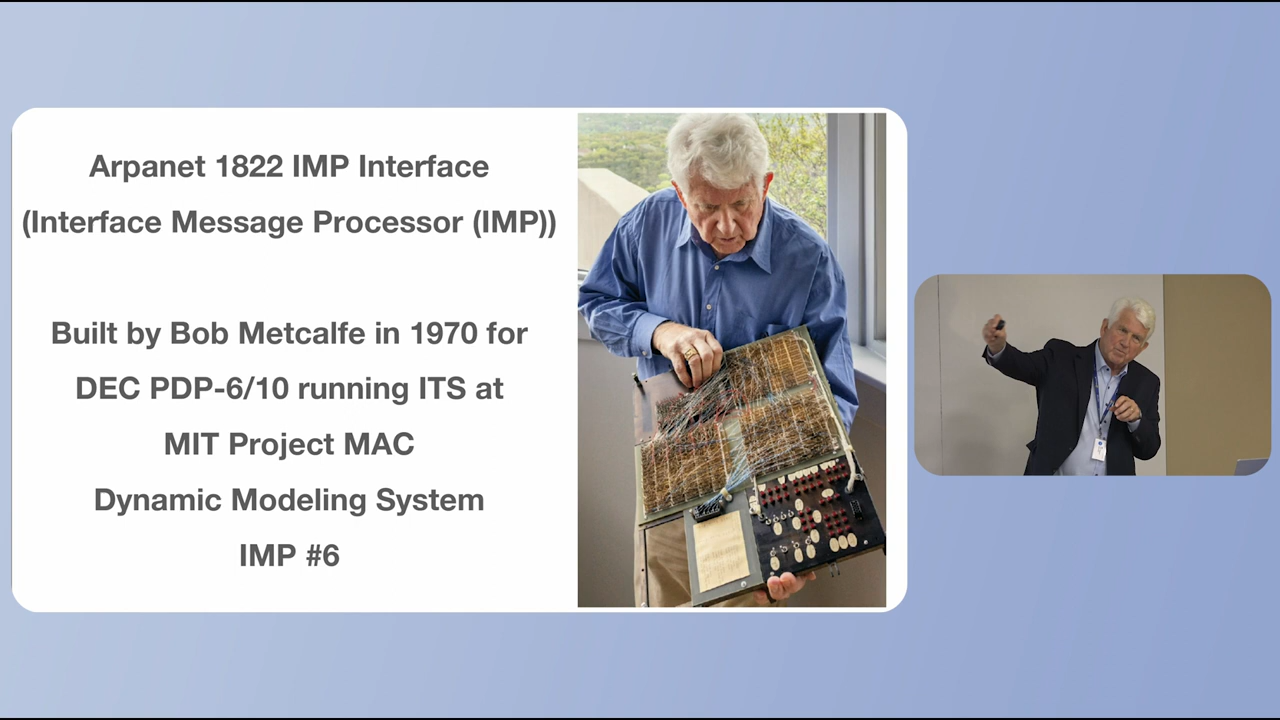 Arpanet 1822 IMP Interface
(Interface Message Processor (IMP))
Built by Bob Metcalfe in 1970 for
DEC PDP-6/10 running ITS at
MIT Project MAC
Dynamic Modeling System
IMP #6